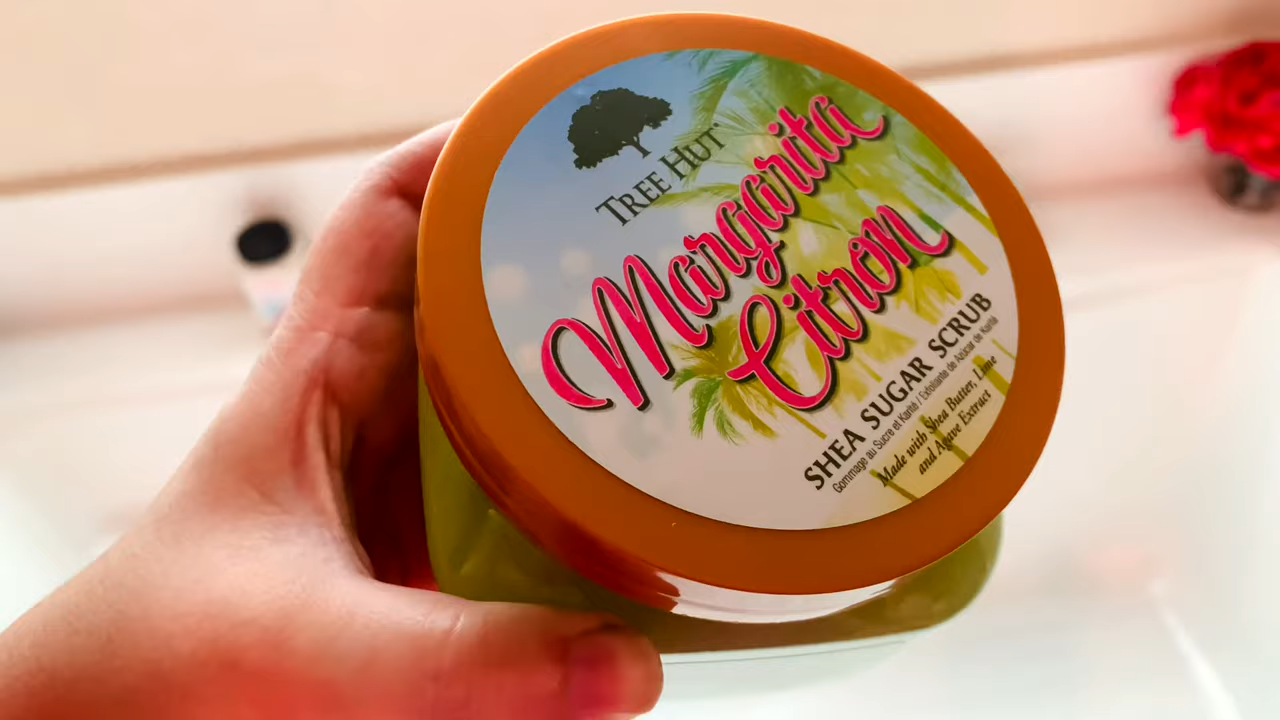 TREE HUT
Margarita
Citron
SHEA SUGAR SCRUB
Gommage au Sucre et Karité / Exfoliante de Azúcar de Karité
Made with Shea Butter, Lime
and Agave Extract